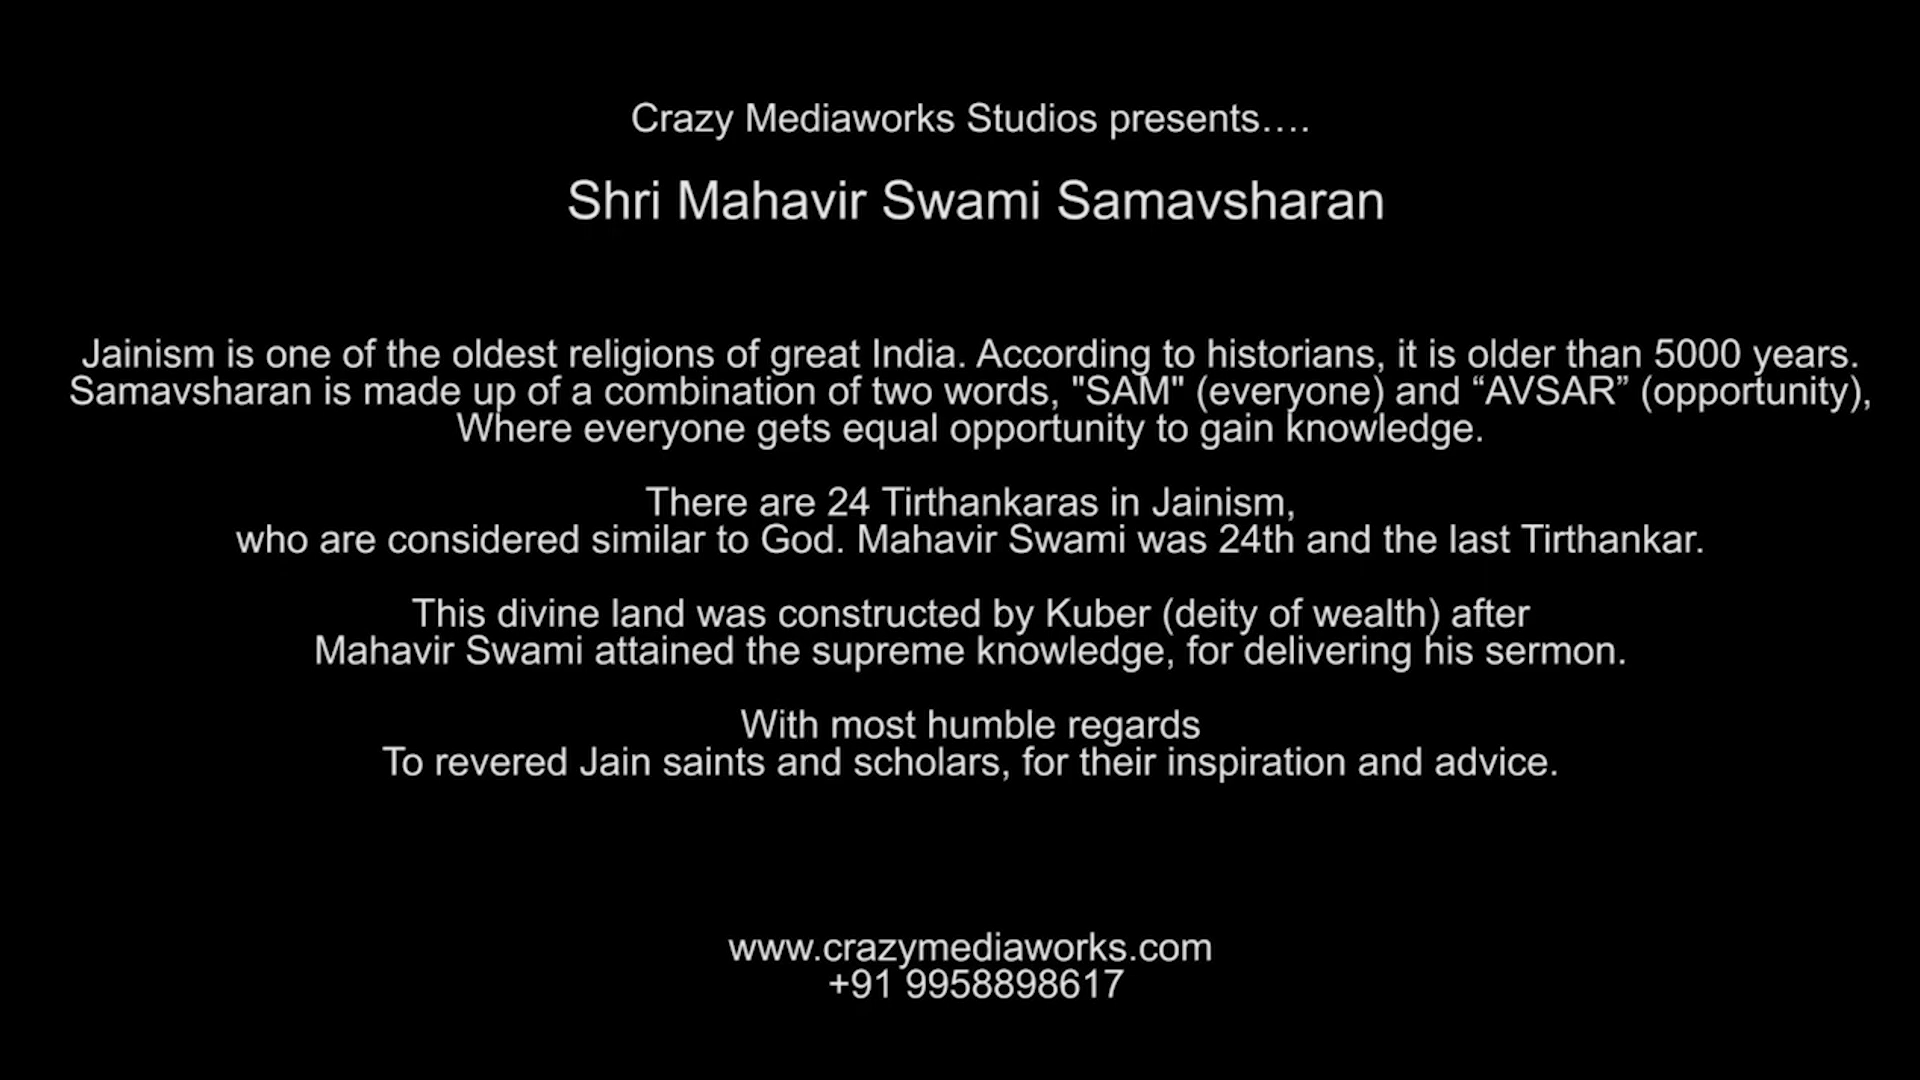 Crazy Mediaworks Studios presents….
Shri Mahavir Swami Samavsharan
Jainism is one of the oldest religions of great India. According to historians, it is older than 5000 years.
Samavsharan is made up of a combination of two words, "SAM" (everyone) and “AVSAR” (opportunity),
Where everyone gets equal opportunity to gain knowledge.
There are 24 Tirthankaras in Jainism,
who are considered similar to God. Mahavir Swami was 24th and the last Tirthankar.
This divine land was constructed by Kuber (deity of wealth) after
Mahavir Swami attained the supreme knowledge, for delivering his sermon.
With most humble regards
To revered Jain saints and scholars, for their inspiration and advice.
www.crazymediaworks.com
+91 9958898617